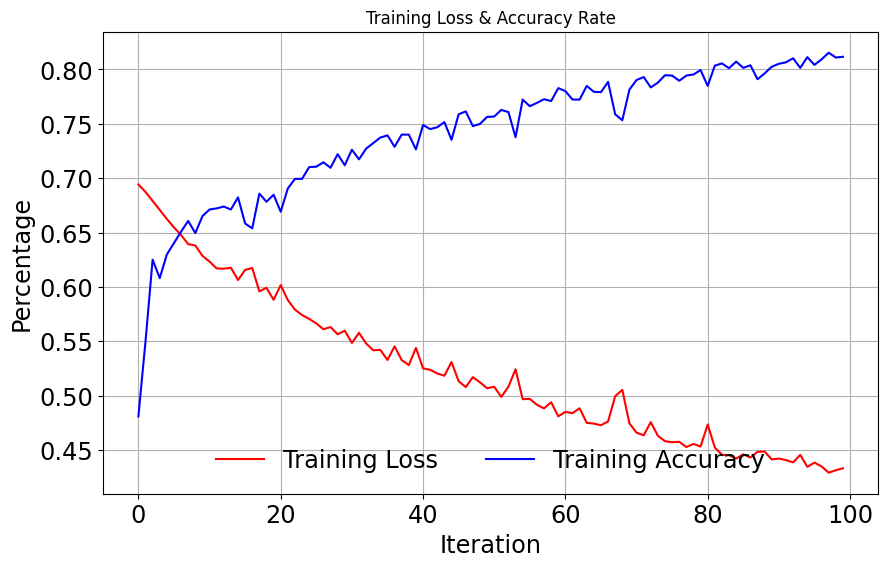 Training Loss & Accuracy Rate
Percentage
0.80
0.75
0.70
0.65
0.60
0.55
0.50
0.45
Training Loss Training Accuracy
0 20 40 60 80 100
Iteration